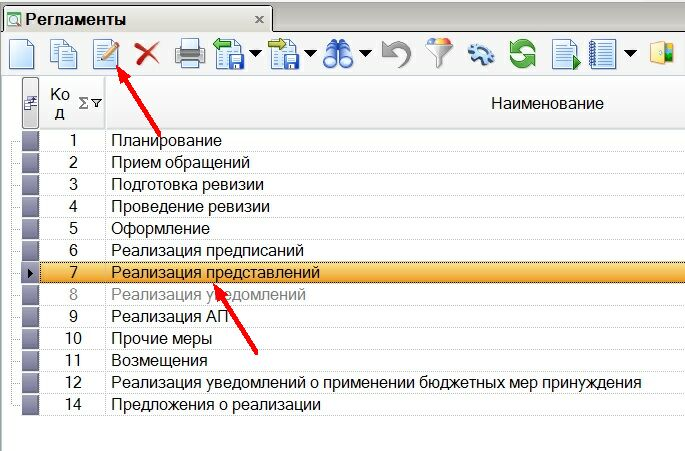 Регламенты
Ко
д
Наименование
1 Планирование
2 Прием обращений
3 Подготовка ревизии
4 Проведение ревизии
5 Оформление
6 Реализация предписаний
7 Реализация представлений
8 Реализация уведомлений
9 Реализация АП
10 Прочие меры
11 Возмещения
12 Реализация уведомлений о применении бюджетных мер принуждения
14 Предложения о реализации